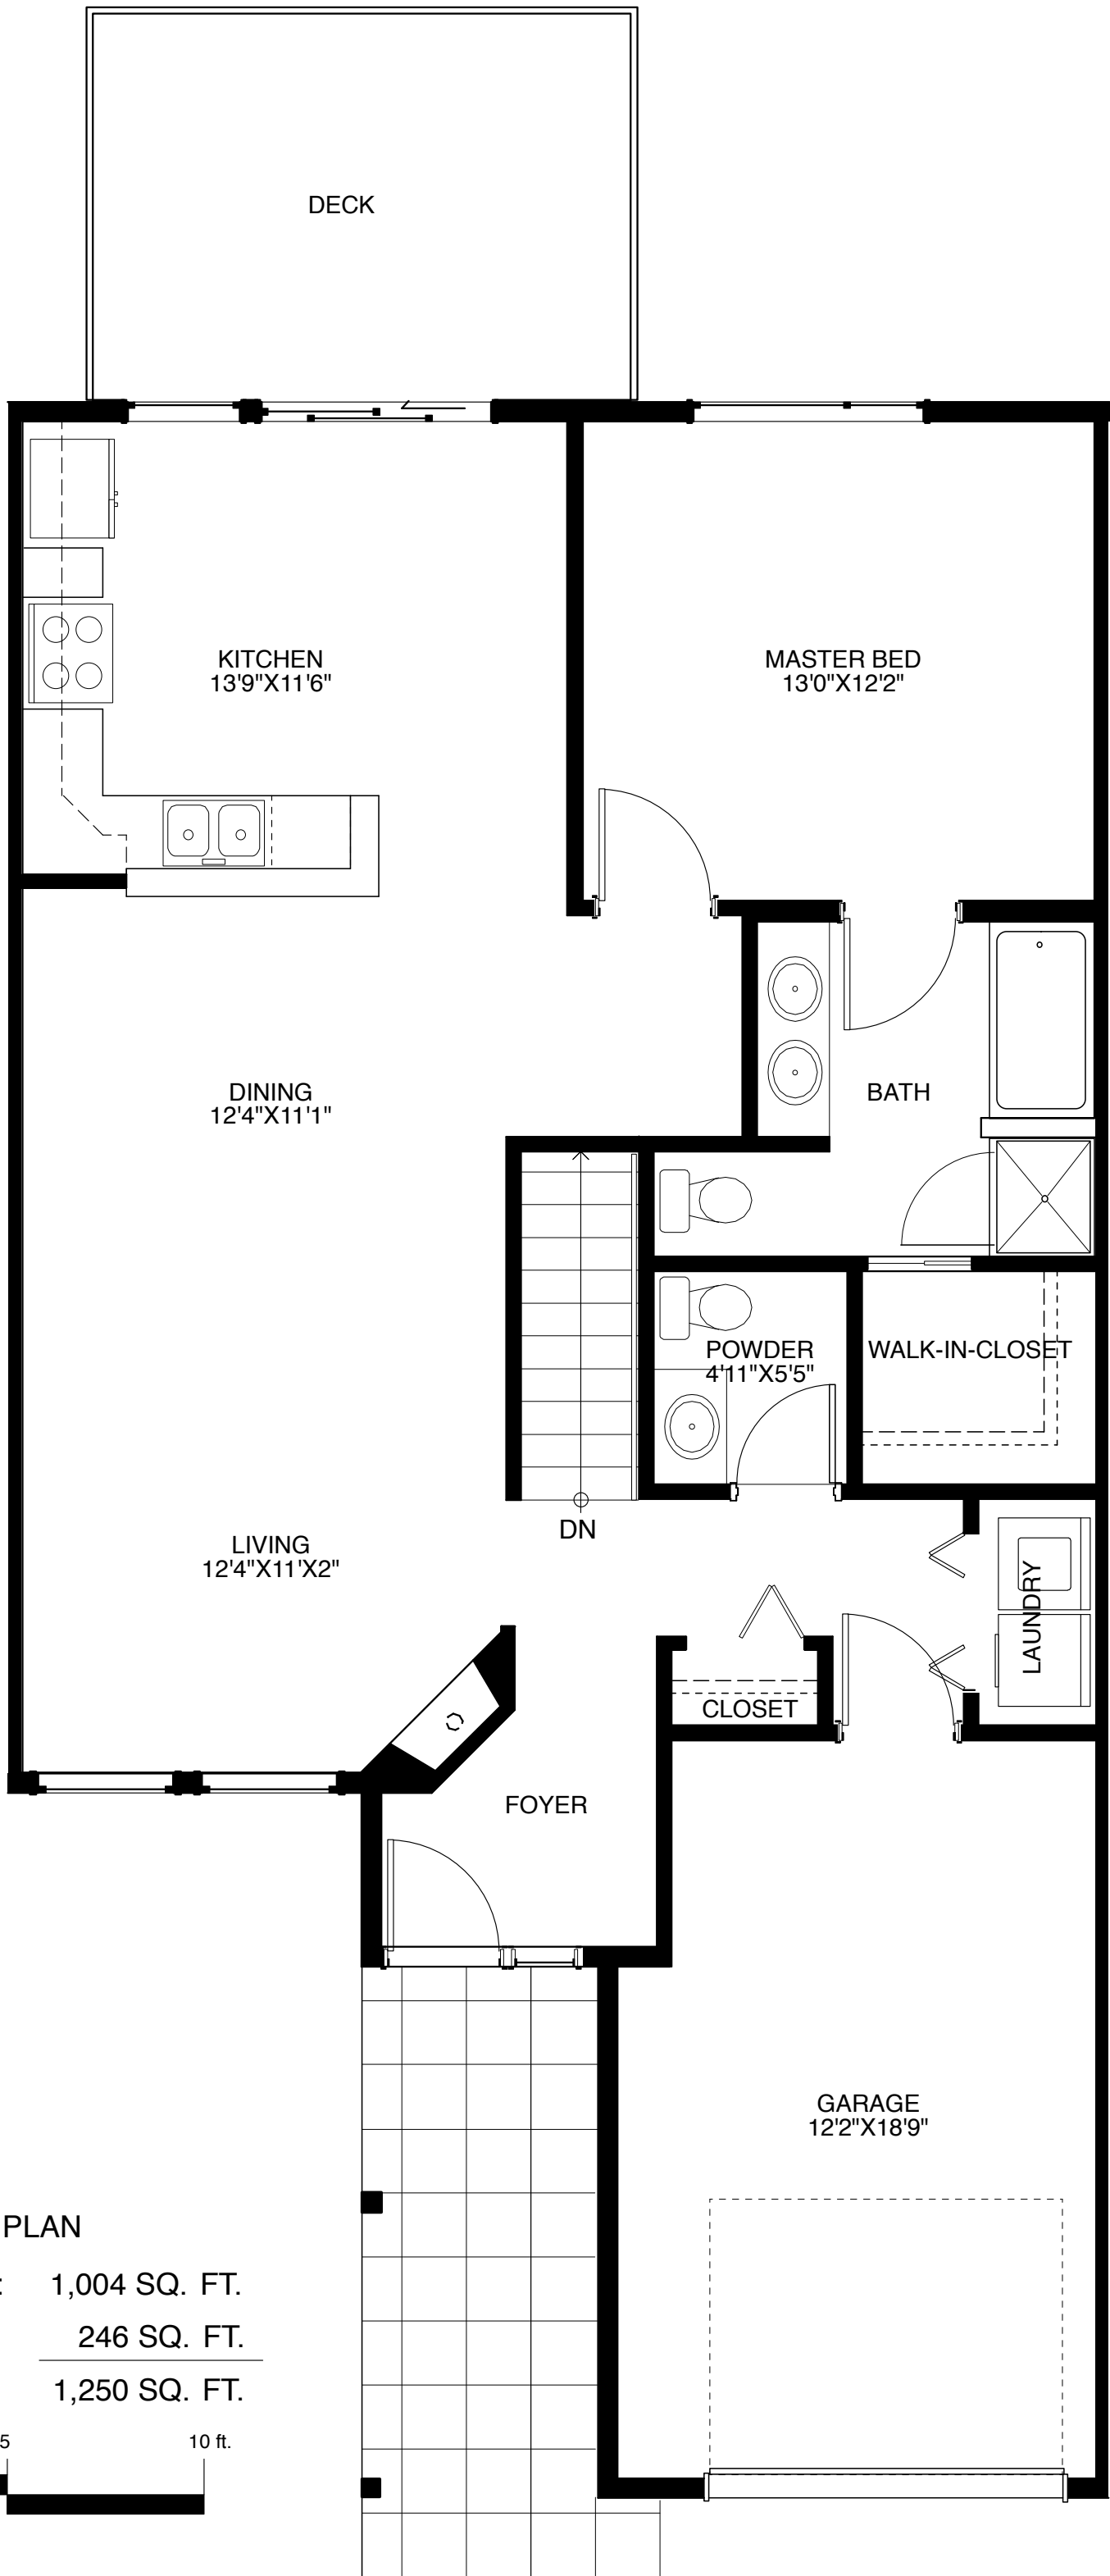 DECK
KITCHEN
13'9"X11'6"
MASTER BED
13'0"X12'2"
DINING
12'4"X11'1"
BATH
POWDER
4'11"X5'5"
WALK-IN-CLOSET
DN
LIVING
12'4"X11'X2"
LAUNDRY
CLOSET
FOYER
GARAGE
12'2"X18'9"
PLAN
: 1,004 SQ. FT.
246 SQ. FT.
1,250 SQ. FT.
5 10 ft.